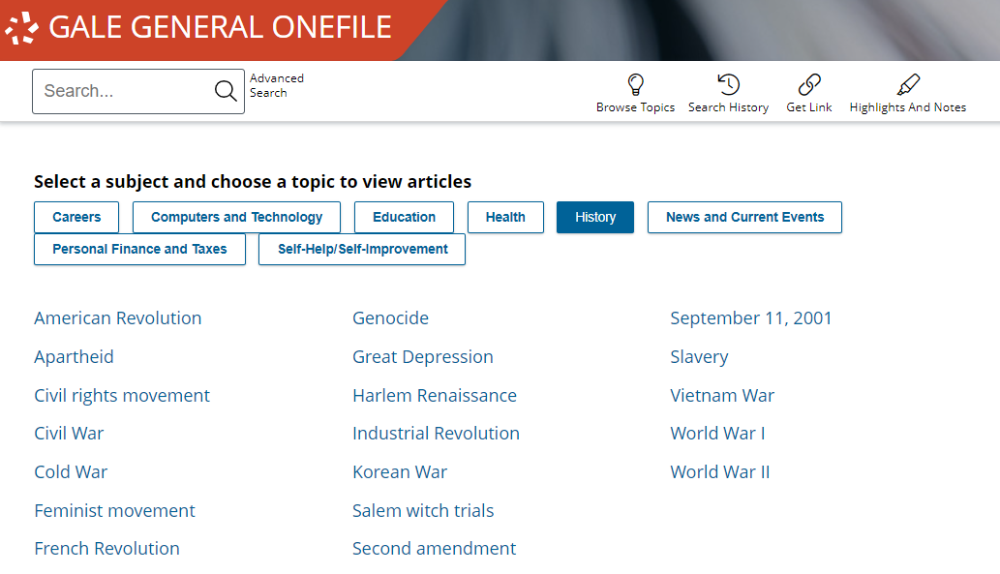 GALE GENERAL ONEFILE
Search...
Advanced
Search
Browse Topics Search History Get Link Highlights And Notes
Select a subject and choose a topic to view articles
Careers Computers and Technology Education Health History News and Current Events
Personal Finance and Taxes Self-Help/Self-Improvement
American Revolution Genocide September 11, 2001
Apartheid Great Depression Slavery
Civil rights movement Harlem Renaissance Vietnam War
Civil War Industrial Revolution World War I
Cold War Korean War World War II
Feminist movement Salem witch trials
French Revolution Second amendment